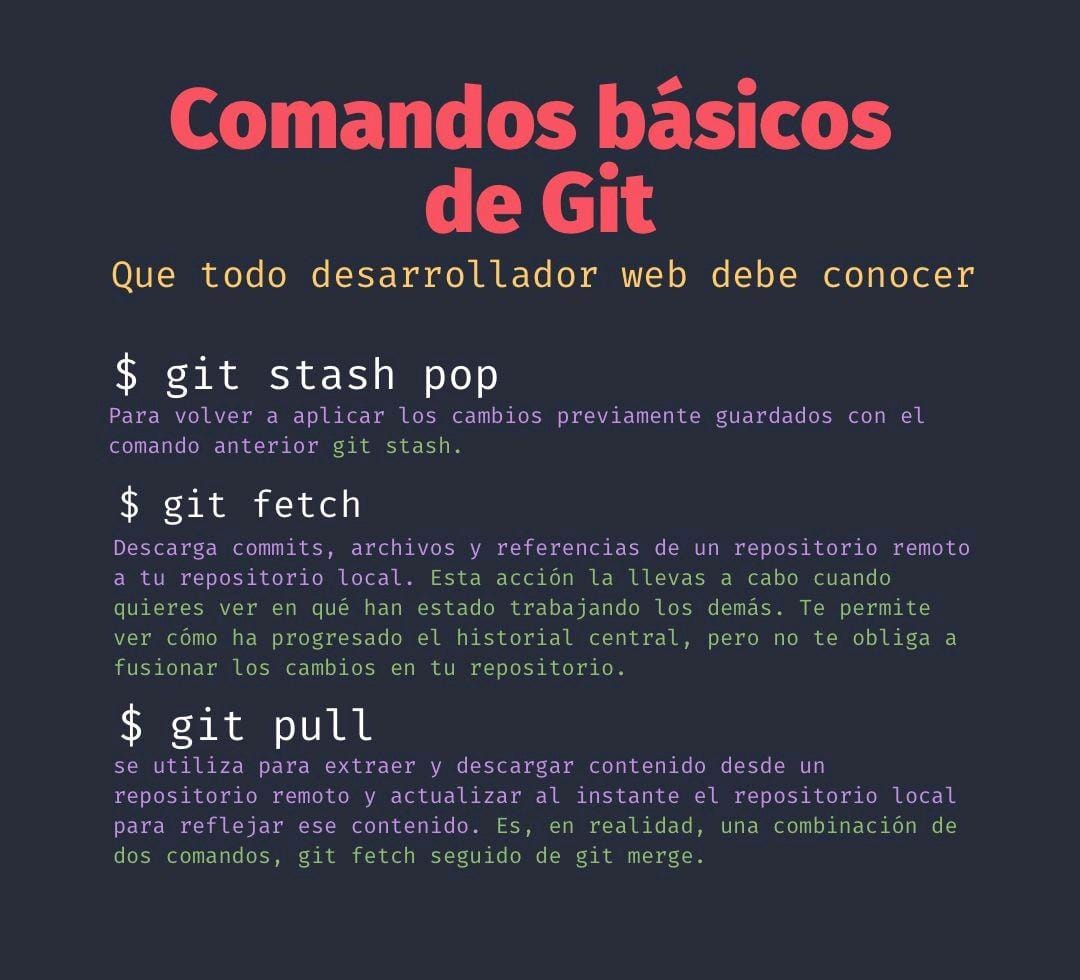 Comandos básicos
de Git
Que todo desarrollador web debe conocer
$ git stash pop
Para volver a aplicar los cambios previamente guardados con el
comando anterior git stash.
$ git fetch
Descarga commits, archivos y referencias de un repositorio remoto
a tu repositorio local. Esta acción la llevas a cabo cuando
quieres ver en qué han estado trabajando los demás. Te permite
ver cómo ha progresado el historial central, pero no te obliga a
fusionar los cambios en tu repositorio.
$ git pull
se utiliza para extraer y descargar contenido desde un
repositorio remoto y actualizar al instante el repositorio local
para reflejar ese contenido. Es, en realidad, una combinación de
dos comandos, git fetch seguido de git merge.